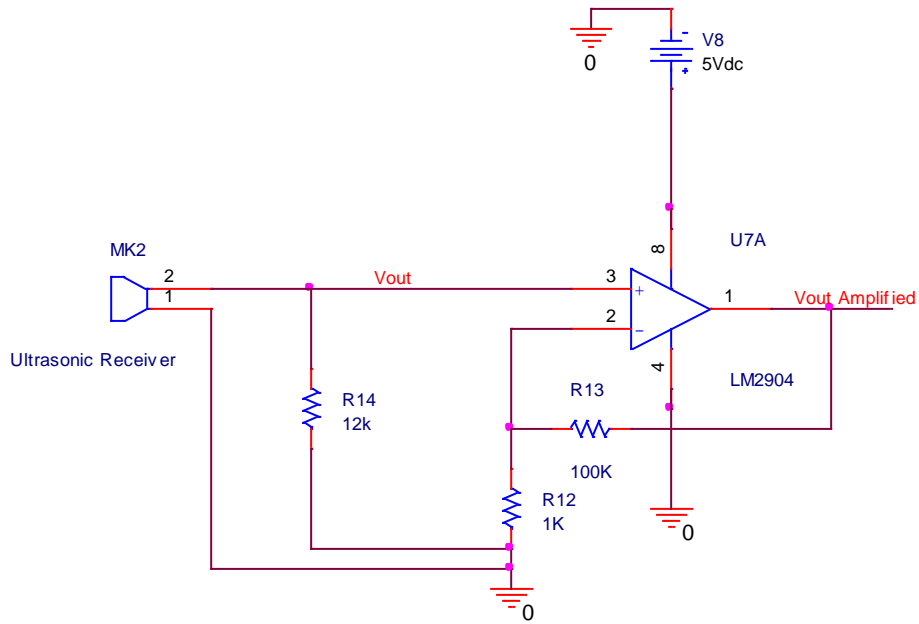 0
-
V8
5Vdc
+
U7A
8
MK2
2
1
Vout
3
+
2
-
1
Vout Amplified
4
LM2904
Ultrasonic Receiver
R14
12k
R13
100K
R12
1K
0
0